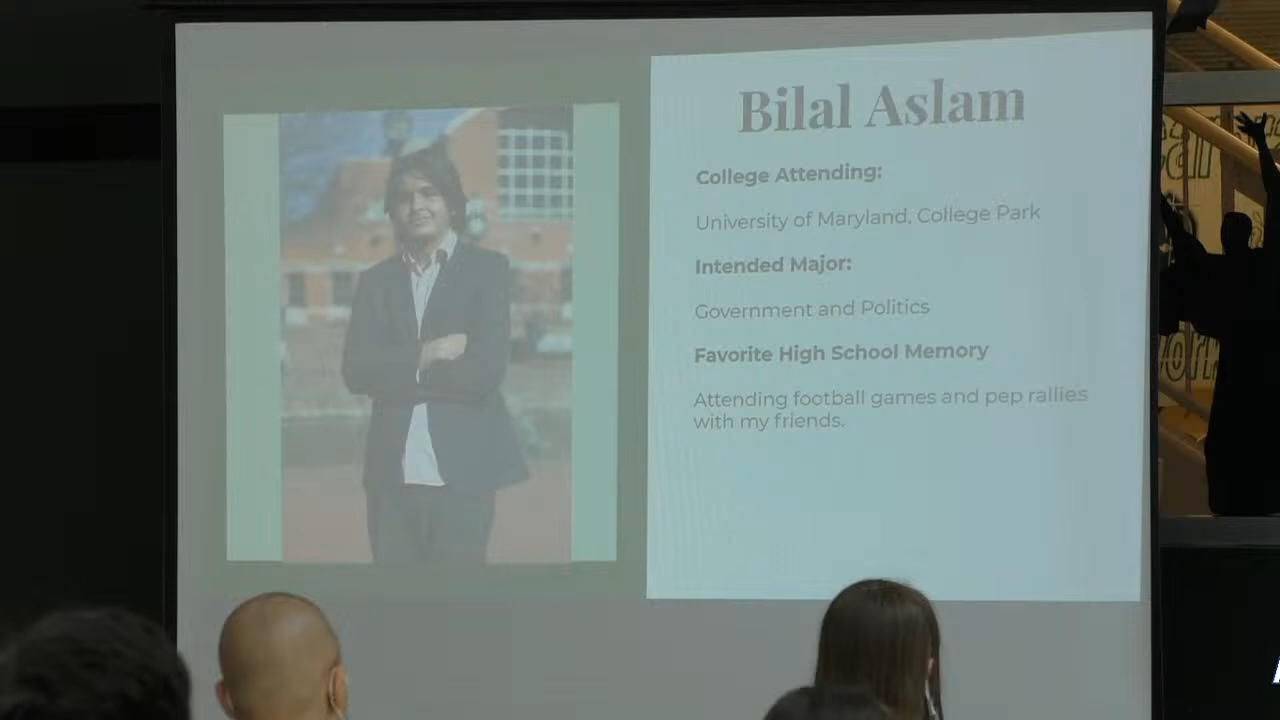 Bilal Aslam
College Attending:
University of Maryland, College Park
Intended Major:
Government and Politics
Favorite High School Memory
Attending football games and pep rallies
with my friends.